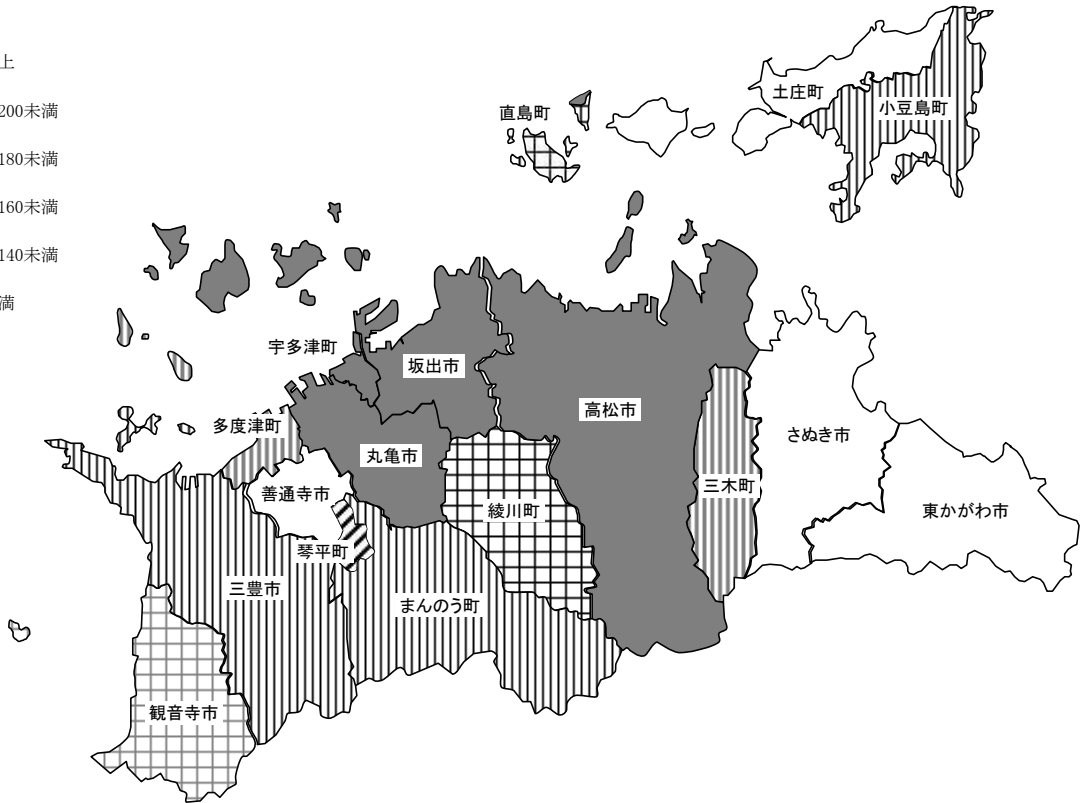 上
200未満
180未満
160未満
140未満
満
直島町
土庄町
小豆島町
宇多津町
坂出市
高松市
多度津町
丸亀市
さぬき市
善通寺市
綾川町
三木町
東かがわ市
琴平町
三豊市
まんのう町
観音寺市